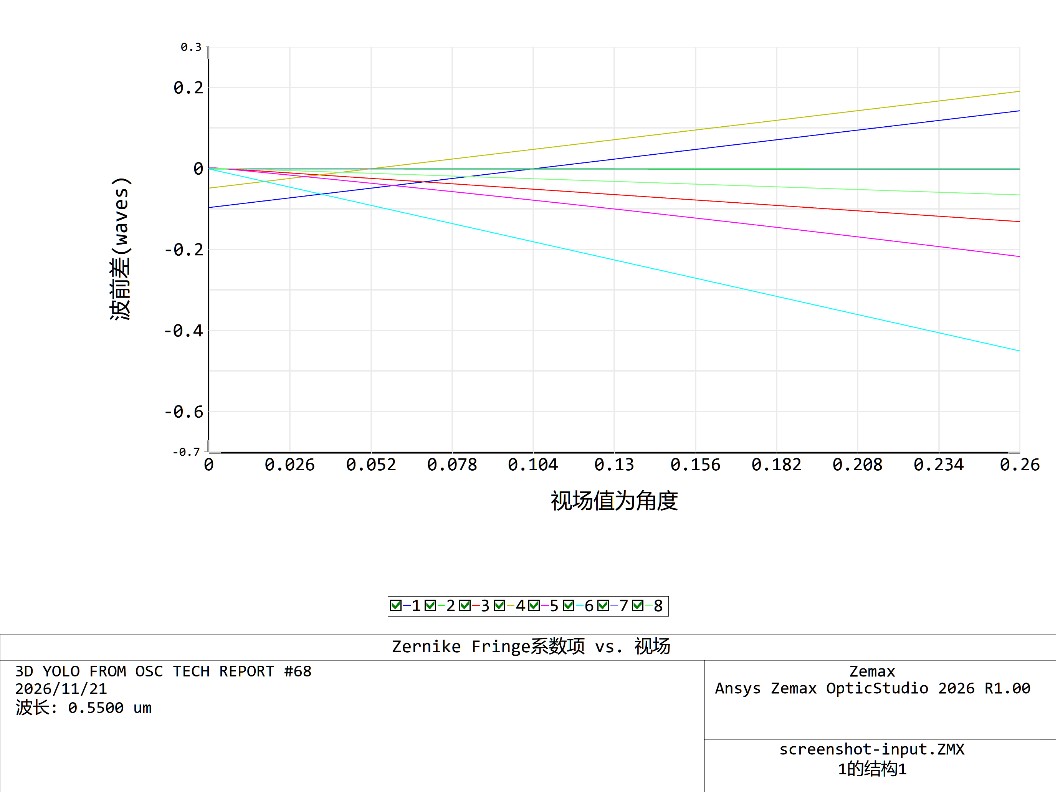 0.3
0.2
0
-0.2
-0.4
-0.6
-0.7
波前差(waves)
0 0.026 0.052 0.078 0.104 0.13 0.156 0.182 0.208 0.234 0.26
视场值为角度
1 2 3 4 5 6 7 8
Zernike Fringe系数项 vs. 视场
3D YOLO FROM OSC TECH REPORT #68
2026/11/21
波长: 0.5500 um
Zemax
Ansys Zemax OpticStudio 2026 R1.00
screenshot-input.ZMX
1的结构1